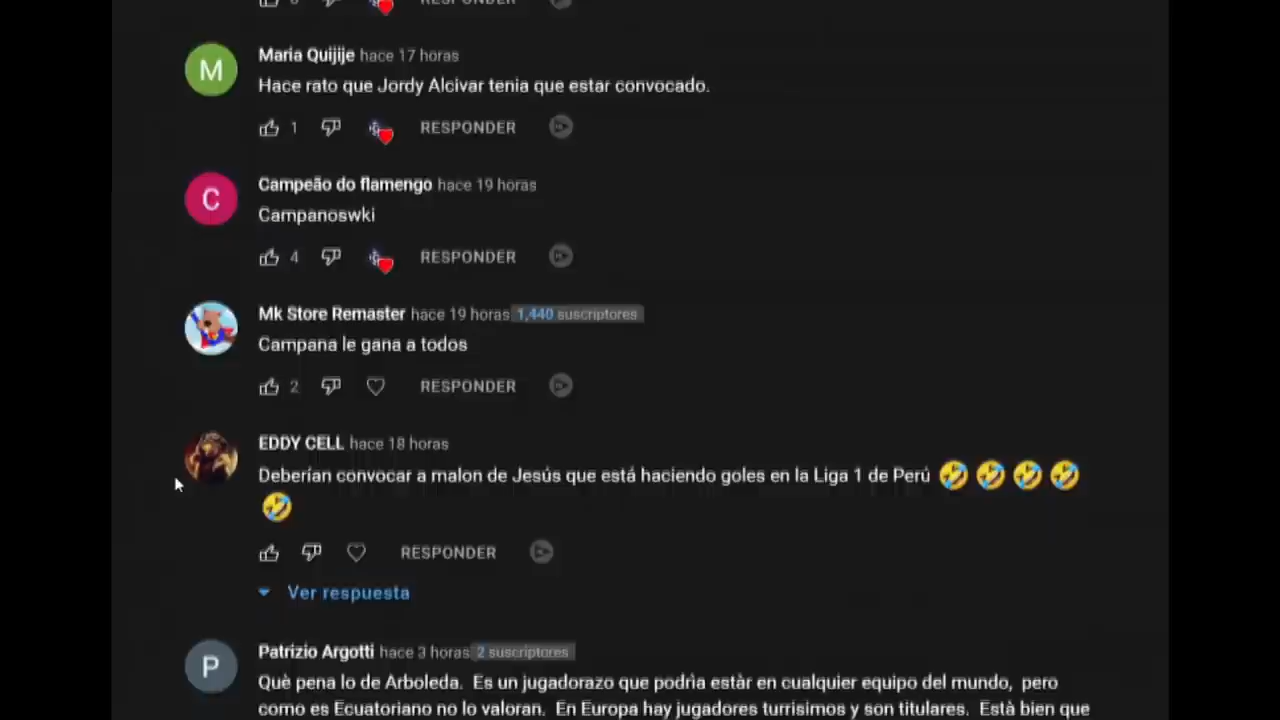 8 RESPONDER
M Maria Quijije hace 17 horas
Hace rato que Jordy Alcivar tenia que estar convocado.
1 RESPONDER
C Campeão do flamengo hace 19 horas
Campanoswki
4 RESPONDER
Mk Store Remaster hace 19 horas 1,440 suscriptores
Campana le gana a todos
2 RESPONDER
EDDY CELL hace 18 horas
Deberían convocar a malon de Jesús que está haciendo goles en la Liga 1 de Perú 🤣 🤣 🤣 🤣
🤣
RESPONDER
Ver respuesta
P Patrizio Argotti hace 3 horas 2 suscriptores
Què pena lo de Arboleda. Es un jugadorazo que podrìa estàr en cualquier equipo del mundo, pero
como es Ecuatoriano no lo valoran. En Europa hay jugadores turrisimos y son titulares. Està bien que